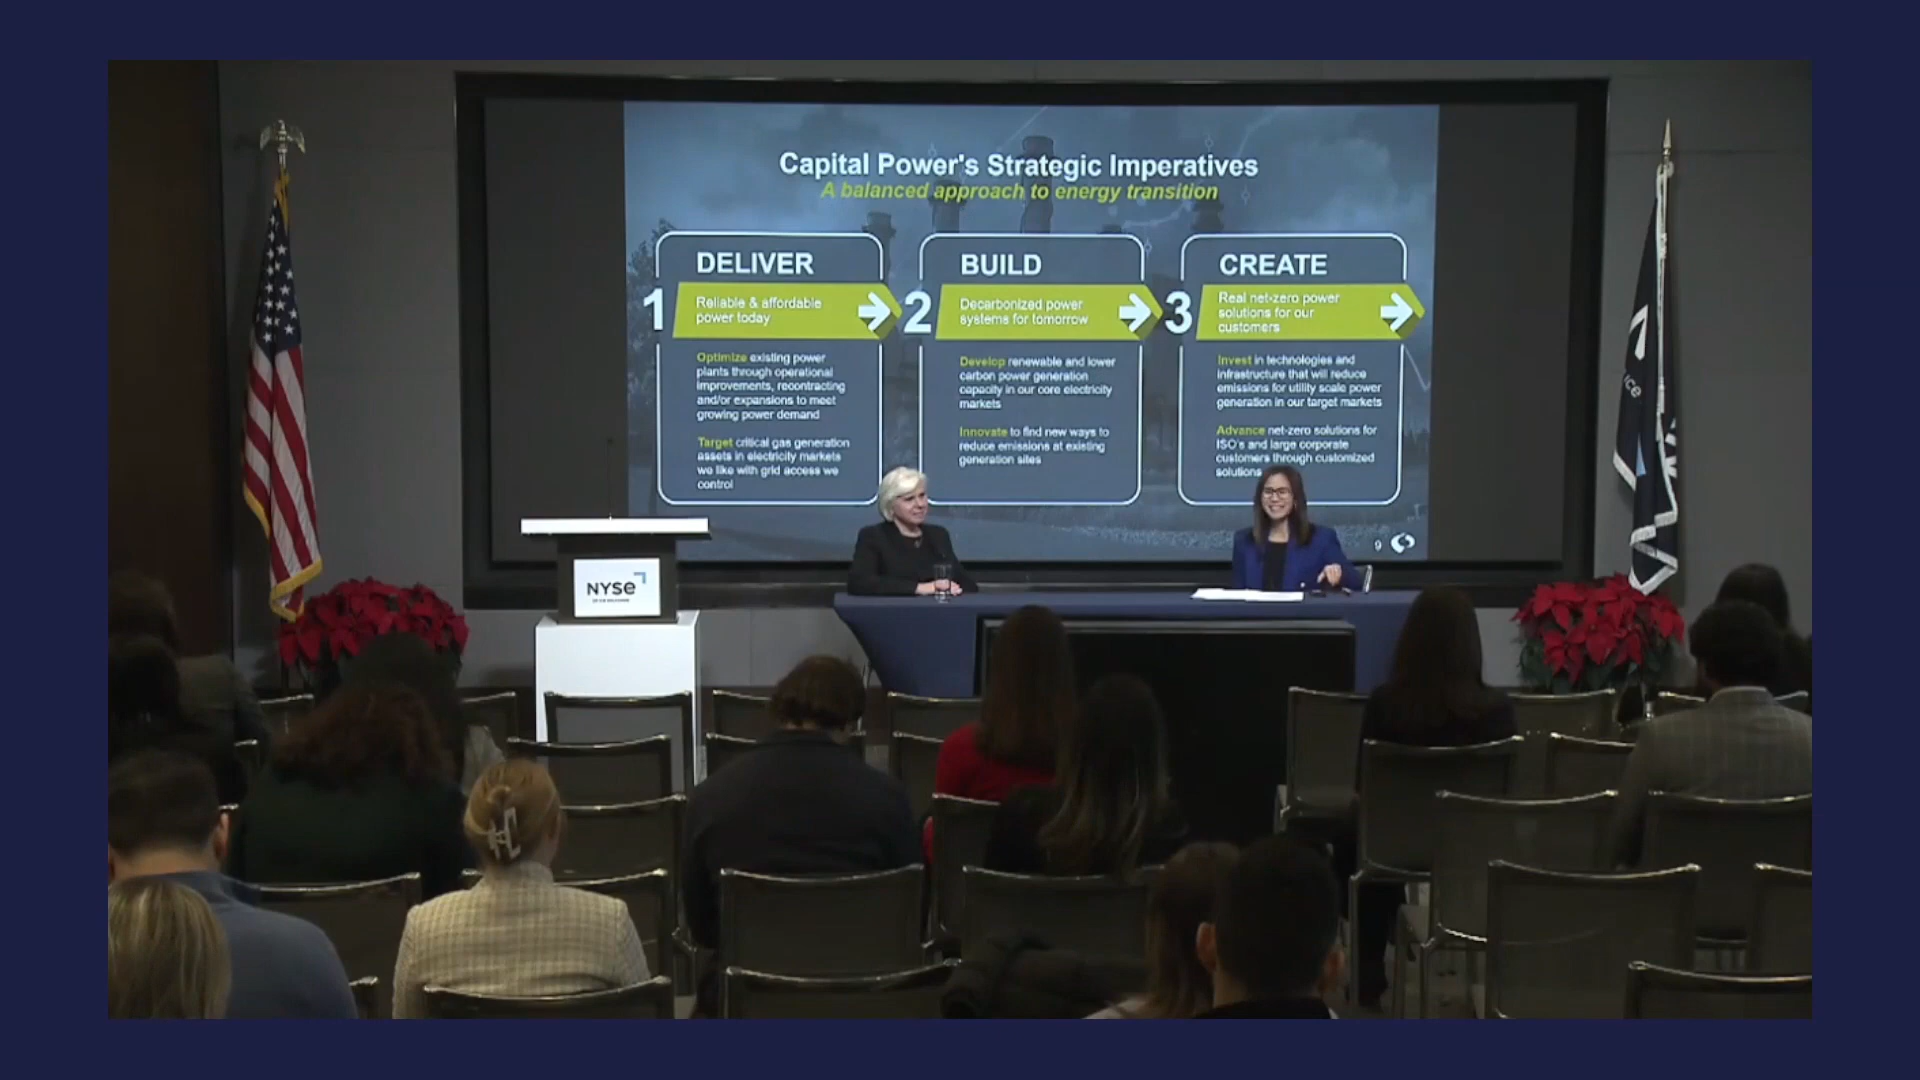 Capital Power's Strategic Imperatives
A balanced approach to energy transition
DELIVER
1
Reliable & affordable
power today
Optimize existing power
plants through operational
improvements, recontracting
and/or expansions to meet
growing power demand
Target critical gas generation
assets in electricity markets
we like with grid access we
control
BUILD
2
Decarbonized power
systems for tomorrow
Develop renewable and lower
carbon power generation
capacity in our core electricity
markets
Innovate to find new ways to
reduce emissions at existing
generation sites
CREATE
3
Real net-zero power
solutions for our
customers
Invest in technologies and
infrastructure that will reduce
emissions for utility scale power
generation in our target markets
Advance net-zero solutions for
ISO's and large corporate
customers through customized
solutions
9
NYSE
ice